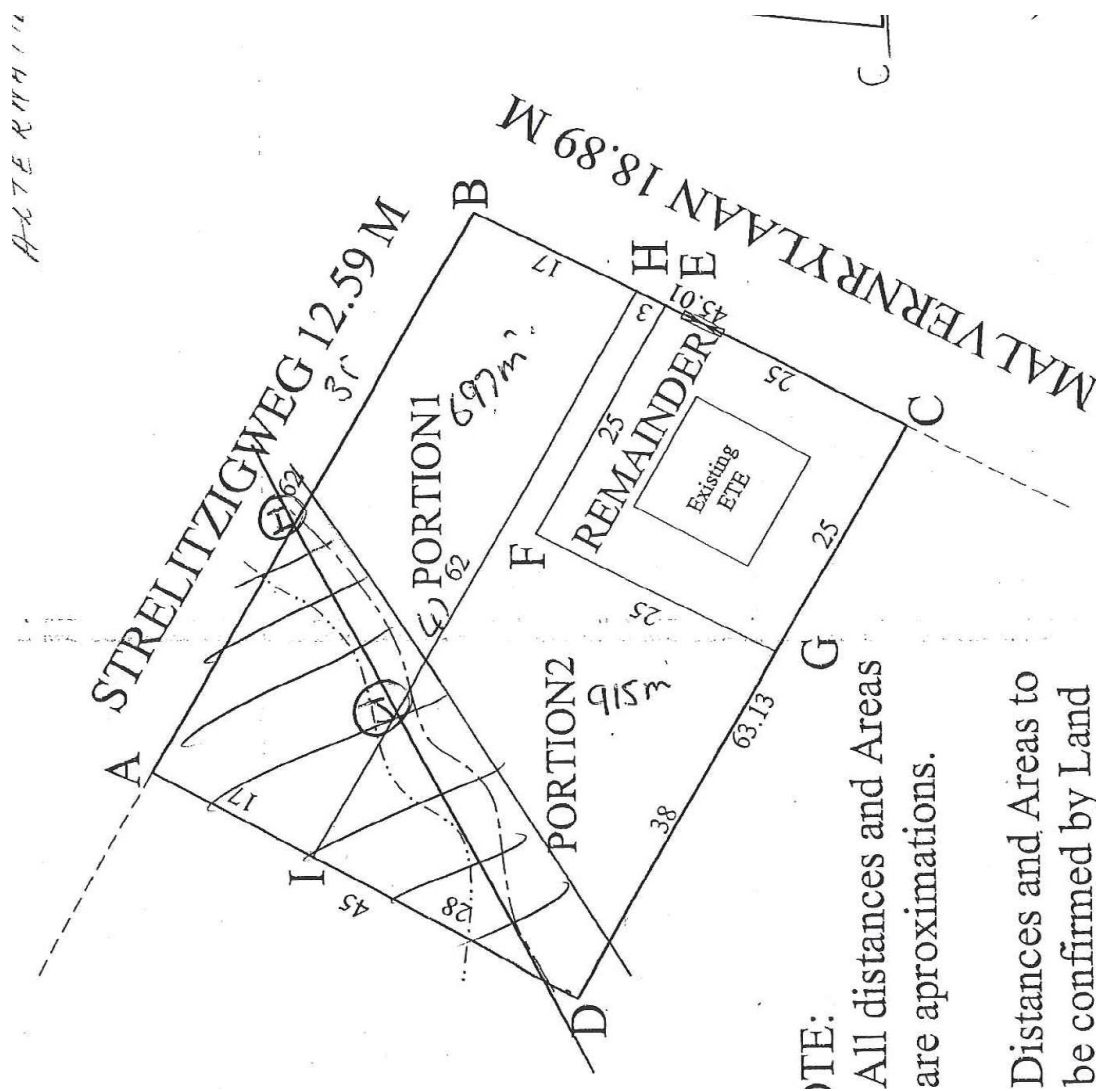 STRELITZIGWEG 12.59 M
A
62
B
17
PORTION1
697m²
62
17
I
45
28
H
3
E
45.01
MALVERNRYLAAN 18.89 M
C
F
25
REMAINDER
25
Existing
ETE
25
25
C
PORTION2
915m
38
63.13
G
D
OTE:
All distances and Areas
are aproximations.
Distances and Areas to
be confirmed by Land